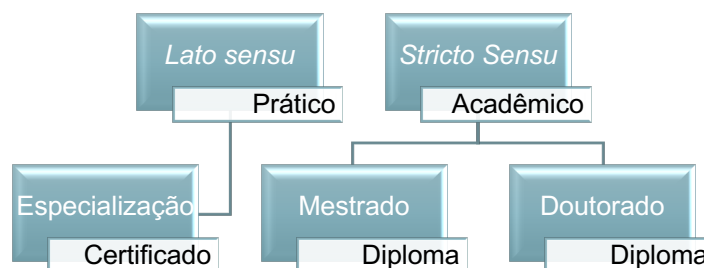 Lato sensu
Prático
Stricto Sensu
Acadêmico
Especialização
Certificado
Mestrado
Diploma
Doutorado
Diploma